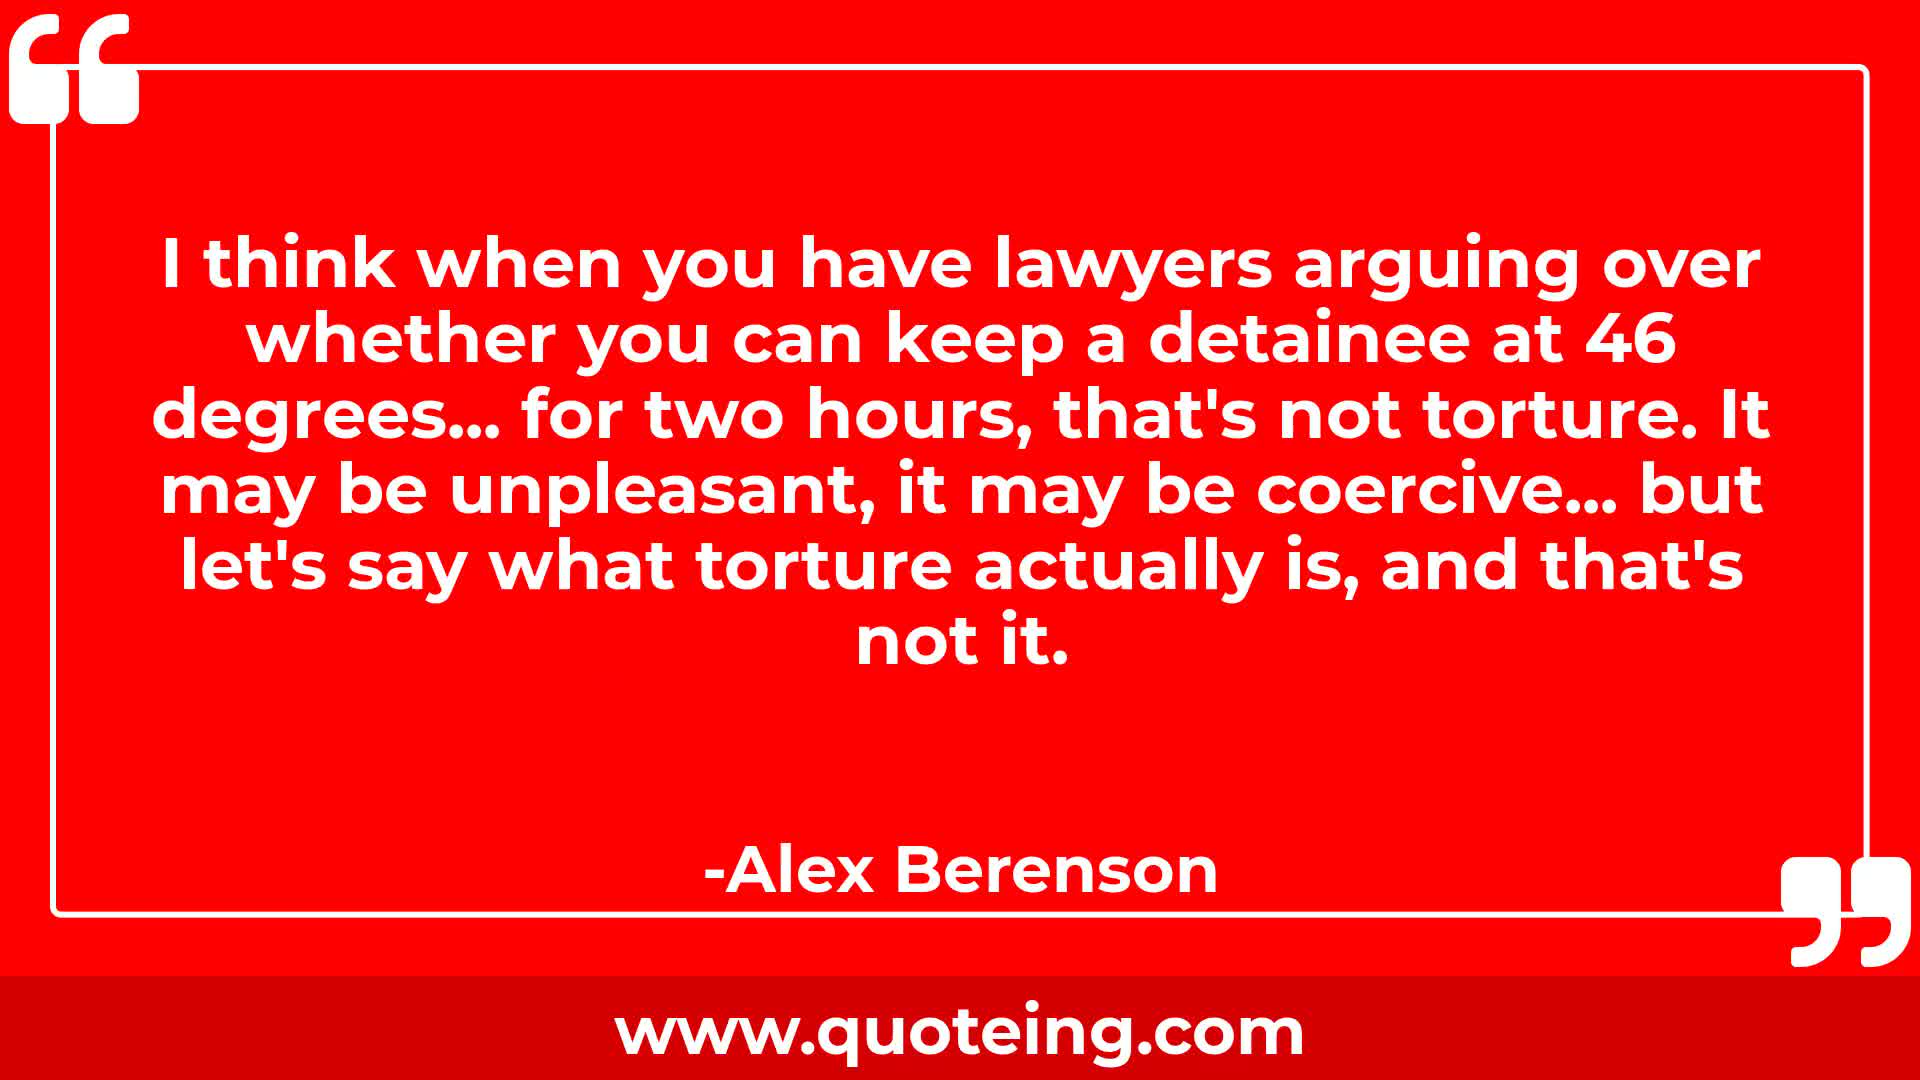 I think when you have lawyers arguing over
whether you can keep a detainee at 46
degrees... for two hours, that's not torture. It
may be unpleasant, it may be coercive... but
let's say what torture actually is, and that's
not it.
-Alex Berenson
www.quoteing.com